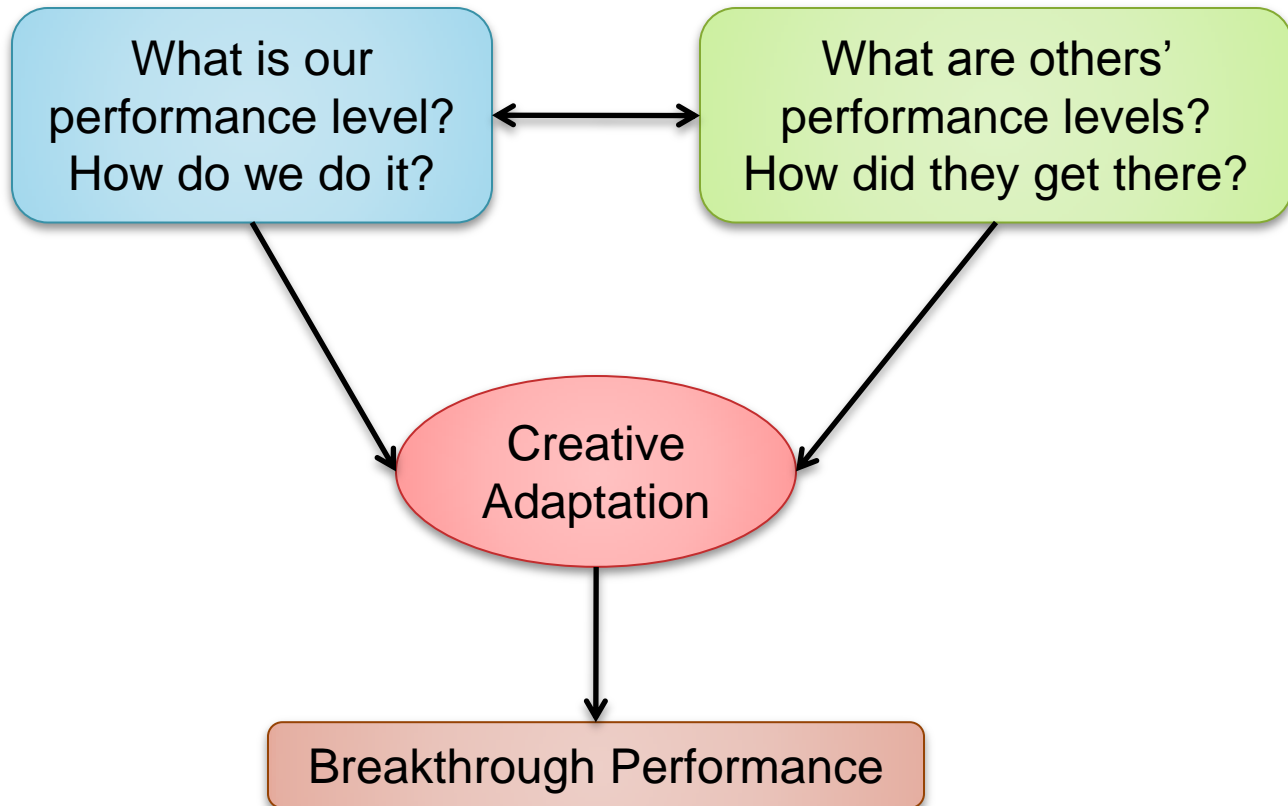 What is our
performance level?
How do we do it?
What are others’
performance levels?
How did they get there?
Creative
Adaptation
Breakthrough Performance